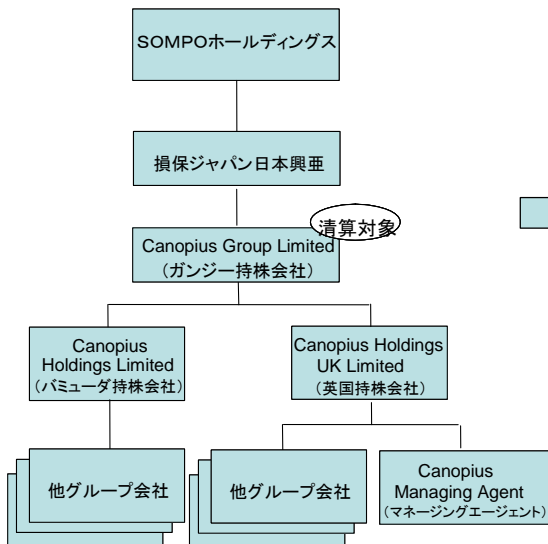 SOMPOホールディングス
損保ジャパン日本興亜
清算対象
Canopius Group Limited
（ガンジー持株会社）
Canopius
Holdings Limited
（バミューダ持株会社）
Canopius Holdings
UK Limited
（英国持株会社）
他グループ会社
他グループ会社
Canopius
Managing Agent
（マネージングエージェント）